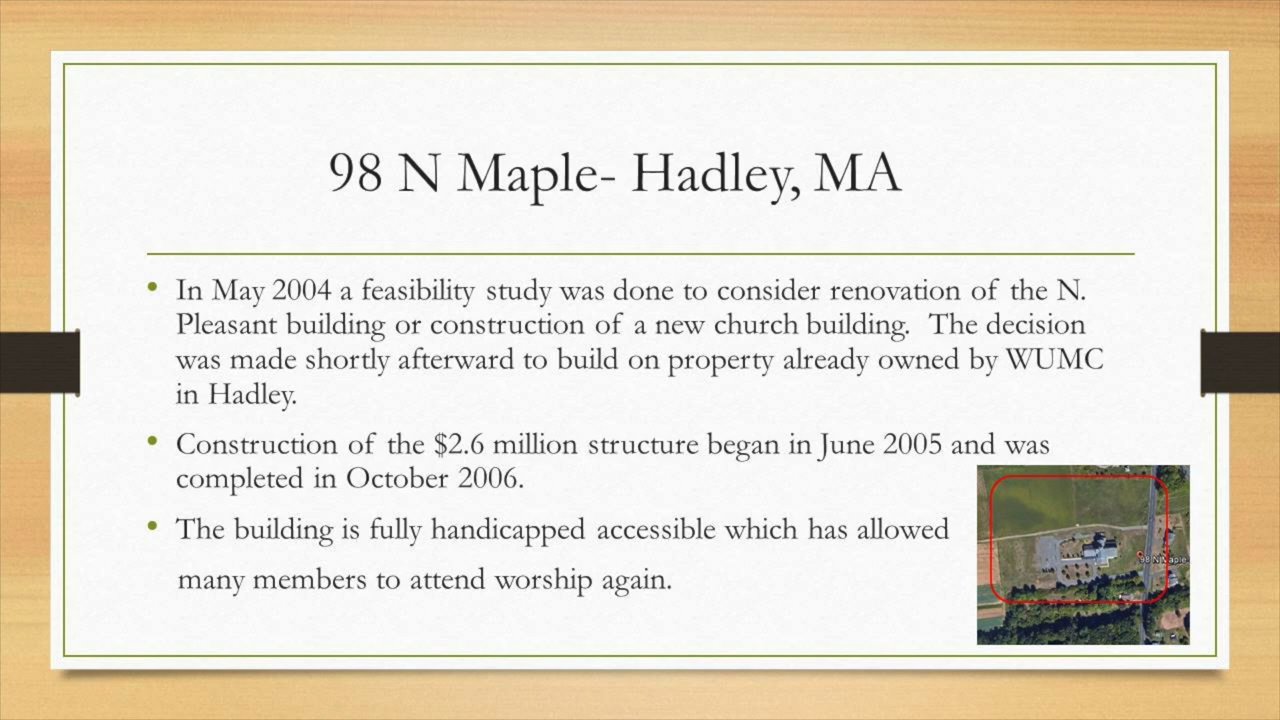 98 N Maple- Hadley, MA
• In May 2004 a feasibility study was done to consider renovation of the N.
Pleasant building or construction of a new church building.  The decision
was made shortly afterward to build on property already owned by WUMC
in Hadley.
• Construction of the $2.6 million structure began in June 2005 and was
completed in October 2006.
• The building is fully handicapped accessible which has allowed
many members to attend worship again.
98 N Maple